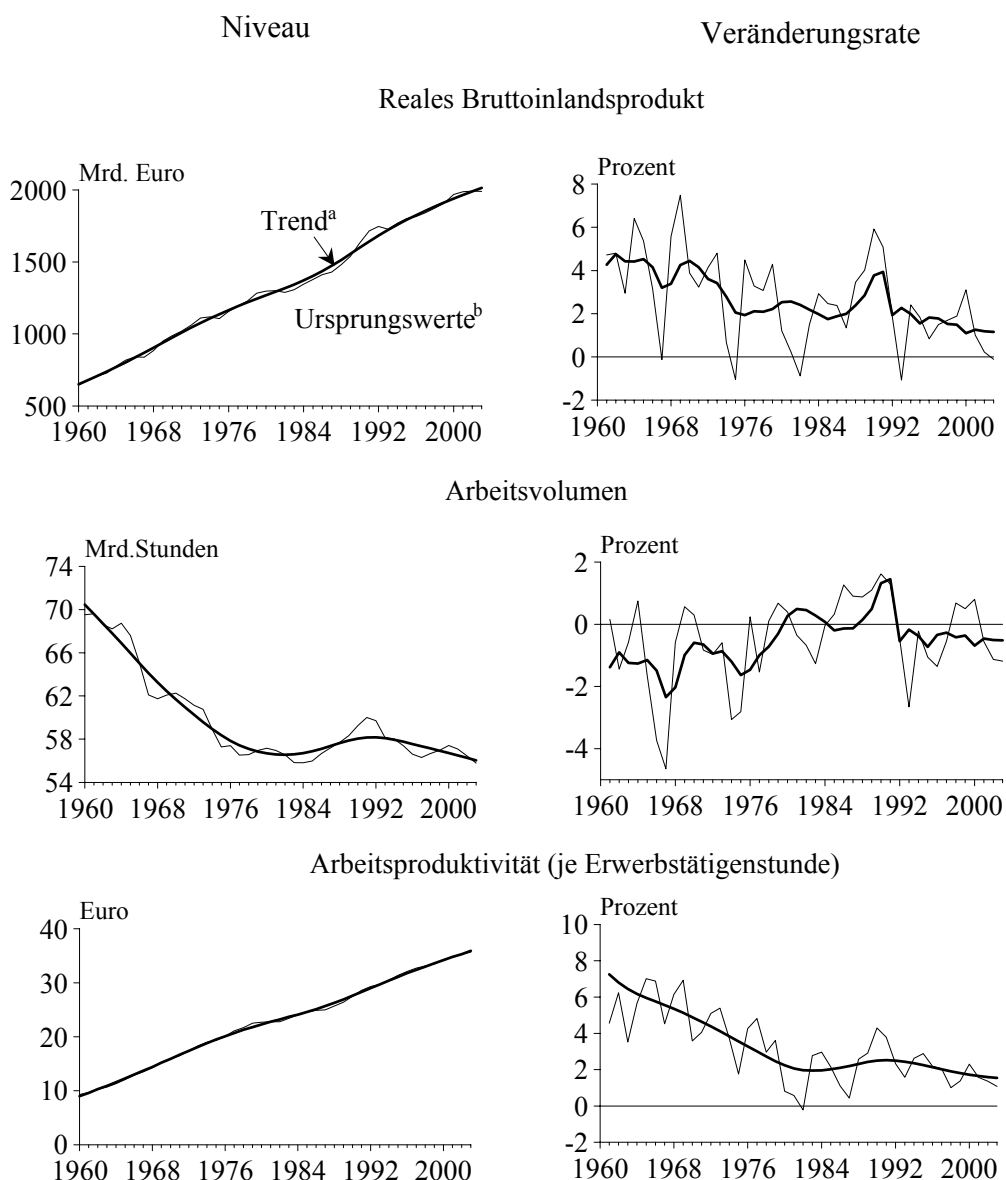 Niveau
Veränderungsrate
Reales Bruttoinlandsprodukt
Mrd. Euro
2000
1500
1000
500
Trendᵃ
Ursprungswerteᵇ
1960 1968 1976 1984 1992 2000
Prozent
8
6
4
2
0
-2
1960 1968 1976 1984 1992 2000
Arbeitsvolumen
Mrd.Stunden
74
70
66
62
58
54
1960 1968 1976 1984 1992 2000
Prozent
2
0
-2
-4
1960 1968 1976 1984 1992 2000
Arbeitsproduktivität (je Erwerbstätigenstunde)
Euro
40
30
20
10
0
1960 1968 1976 1984 1992 2000
Prozent
10
8
6
4
2
0
-2
1960 1968 1976 1984 1992 2000